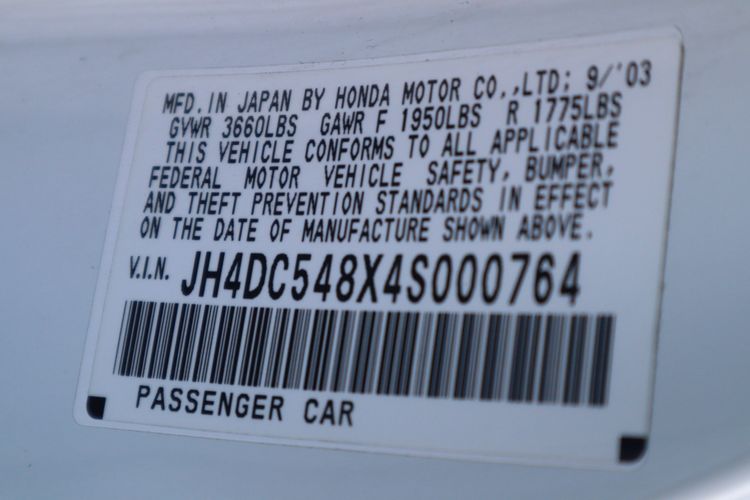 MFD. IN JAPAN BY HONDA MOTOR CO.,LTD; 9/'03
GVWR 3660LBS GAWR F 1950LBS R 1775LBS
THIS VEHICLE CONFORMS TO ALL APPLICABLE
FEDERAL MOTOR VEHICLE SAFETY, BUMPER,
AND THEFT PREVENTION STANDARDS IN EFFECT
ON THE DATE OF MANUFACTURE SHOWN ABOVE.
V.I.N. JH4DC548X4S000764
PASSENGER CAR